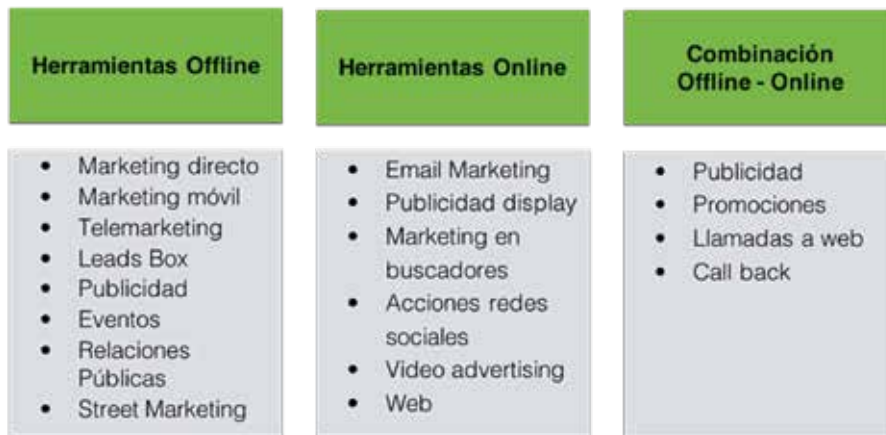 Herramientas Offline
• Marketing directo
• Marketing móvil
• Telemarketing
• Leads Box
• Publicidad
• Eventos
• Relaciones
Públicas
• Street Marketing
Herramientas Online
• Email Marketing
• Publicidad display
• Marketing en
buscadores
• Acciones redes
sociales
• Video advertising
• Web
Combinación
Offline - Online
• Publicidad
• Promociones
• Llamadas a web
• Call back